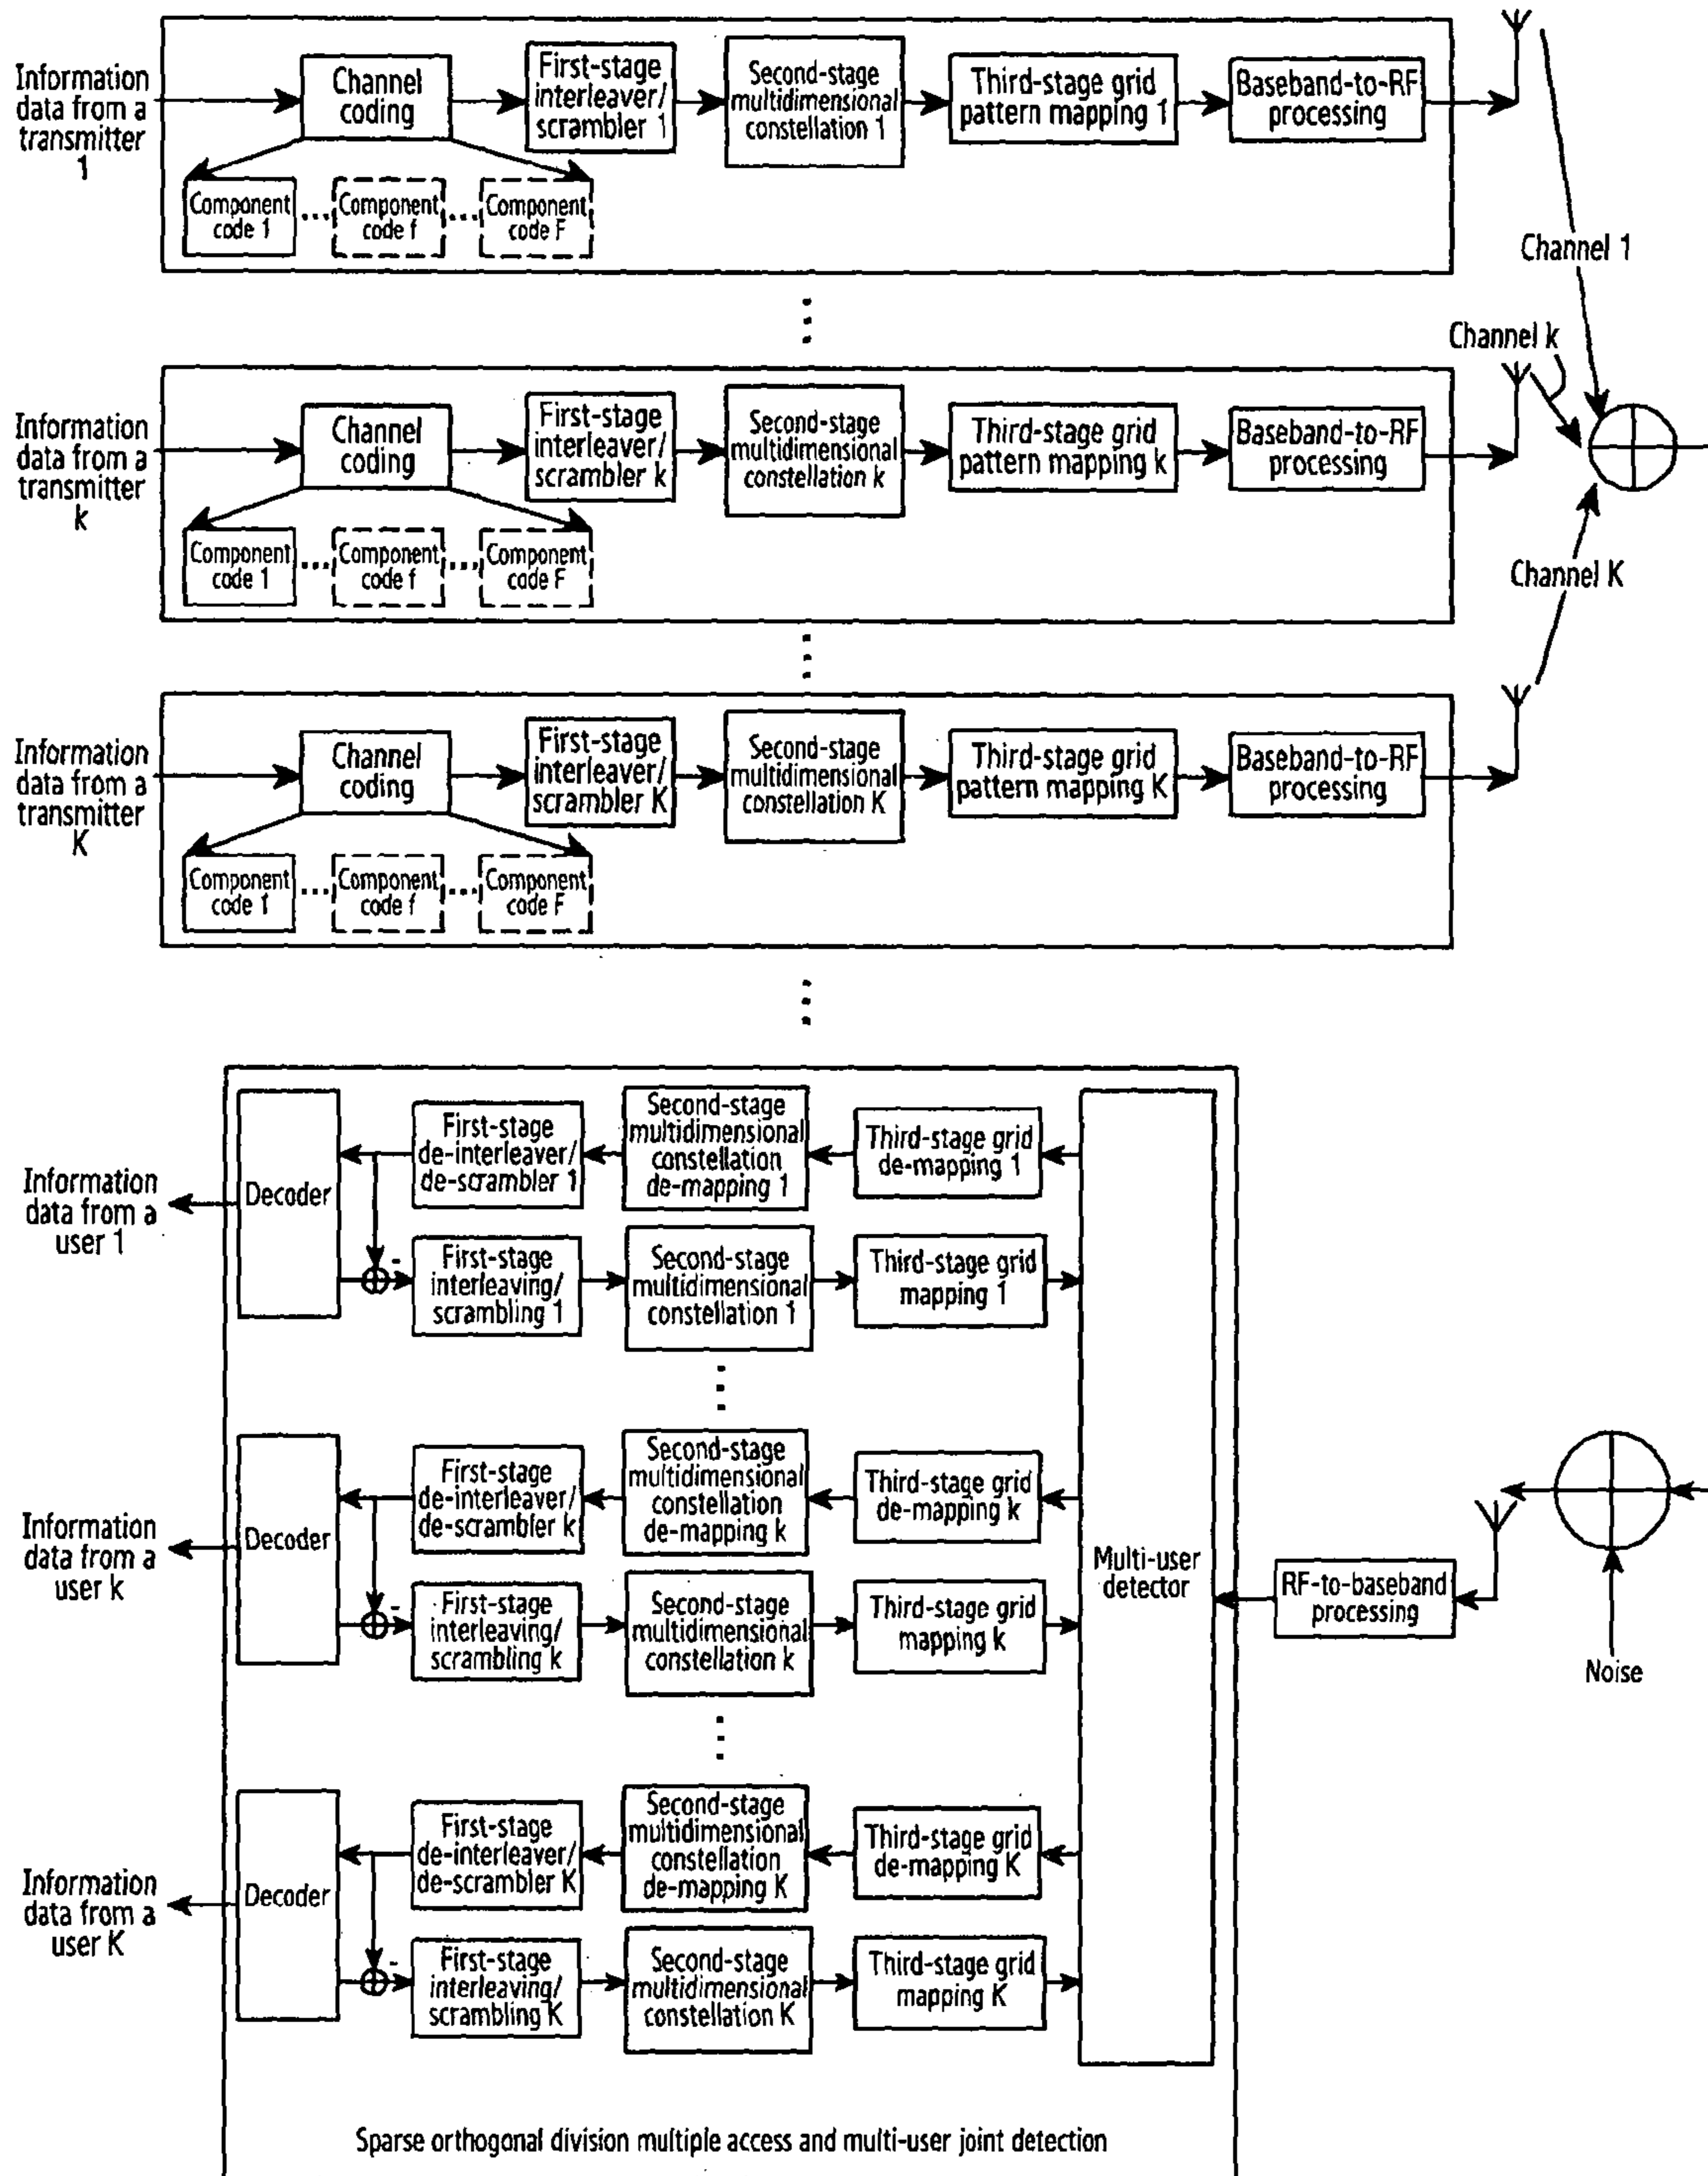 Information
data from a
transmitter
1
Channel
coding
First-stage
interleaver/
scrambler 1
Second-stage
multidimensional
constellation 1
Third-stage grid
pattern mapping 1
Baseband-to-RF
processing
Component
code 1
...
Component
code f
...
Component
code F
Channel 1
Channel k
Information
data from a
transmitter
k
Channel
coding
First-stage
interleaver/
scrambler k
Second-stage
multidimensional
constellation k
Third-stage grid
pattern mapping k
Baseband-to-RF
processing
Component
code 1
...
Component
code f
...
Component
code F
Channel K
Information
data from a
transmitter
K
Channel
coding
First-stage
interleaver/
scrambler K
Second-stage
multidimensional
constellation K
Third-stage grid
pattern mapping K
Baseband-to-RF
processing
Component
code 1
...
Component
code f
...
Component
code F
Information
data from a
user 1
Decoder
First-stage
de-interleaver/
de-scrambler 1
Second-stage
multidimensional
constellation
de-mapping 1
Third-stage grid
de-mapping 1
-
First-stage
interleaving/
scrambling 1
Second-stage
multidimensional
constellation 1
Third-stage grid
mapping 1
Information
data from a
user k
Decoder
First-stage
de-interleaver/
de-scrambler k
Second-stage
multidimensional
constellation
de-mapping k
Third-stage grid
de-mapping k
-
First-stage
interleaving/
scrambling k
Second-stage
multidimensional
constellation k
Third-stage grid
mapping k
Multi-user
detector
RF-to-baseband
processing
Noise
Information
data from a
user K
Decoder
First-stage
de-interleaver/
de-scrambler K
Second-stage
multidimensional
constellation
de-mapping K
Third-stage grid
de-mapping K
-
First-stage
interleaving/
scrambling K
Second-stage
multidimensional
constellation K
Third-stage grid
mapping K
Sparse orthogonal division multiple access and multi-user joint detection